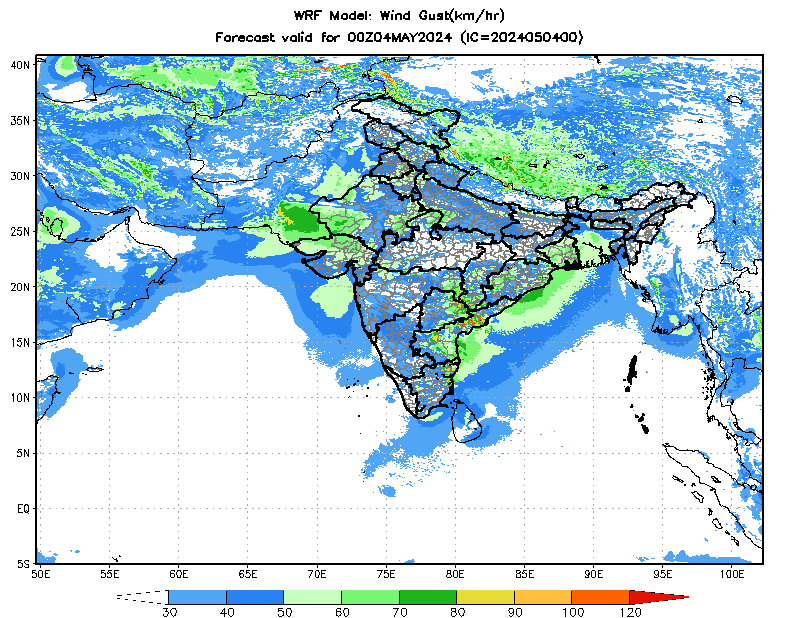 WRF Model: Wind Gust(km/hr)
Forecast valid for 00Z04MAY2024 (IC=2024050400)
40N
35N
30N
25N
20N
15N
10N
5N
EQ
5S
50E 55E 60E 65E 70E 75E 80E 85E 90E 95E 100E
30 40 50 60 70 80 90 100 120